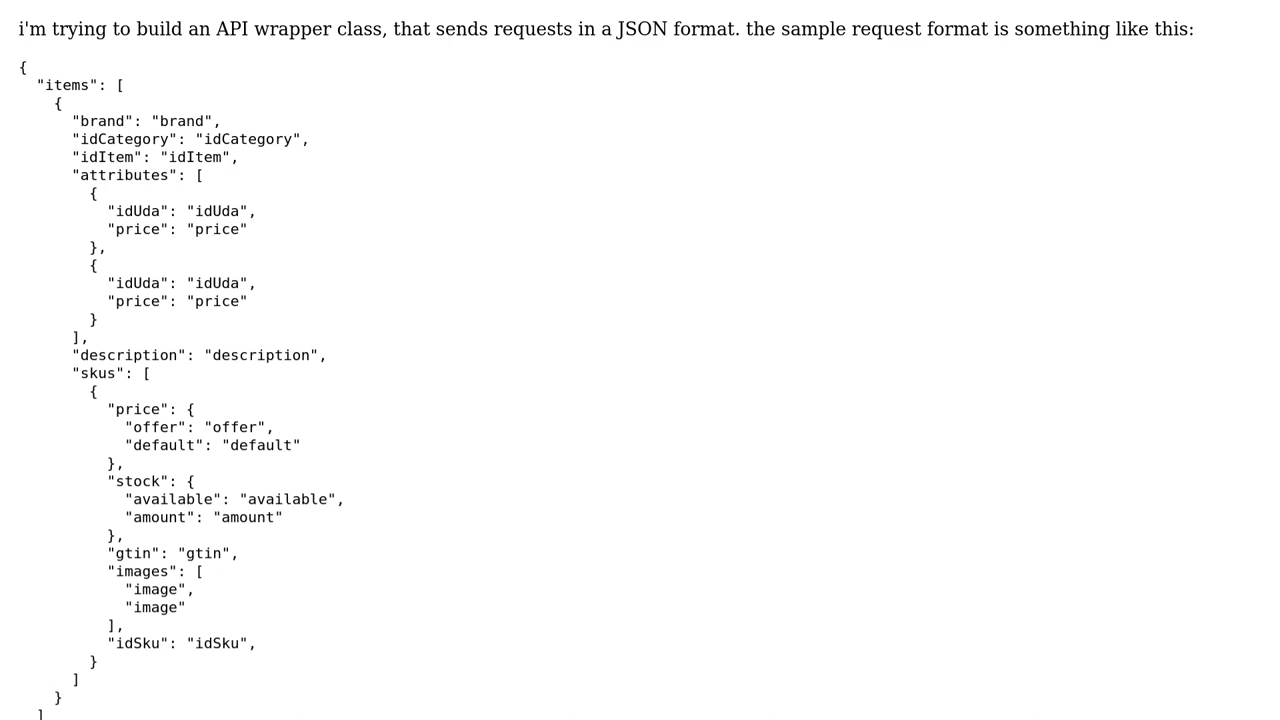 i'm trying to build an API wrapper class, that sends requests in a JSON format. the sample request format is something like this:
{
  "items": [
    {
      "brand": "brand",
      "idCategory": "idCategory",
      "idItem": "idItem",
      "attributes": [
        {
          "idUda": "idUda",
          "price": "price"
        },
        {
          "idUda": "idUda",
          "price": "price"
        }
      ],
      "description": "description",
      "skus": [
        {
          "price": {
            "offer": "offer",
            "default": "default"
          },
          "stock": {
            "available": "available",
            "amount": "amount"
          },
          "gtin": "gtin",
          "images": [
            "image",
            "image"
          ],
          "idSku": "idSku",
        }
      ]
    }
  ]